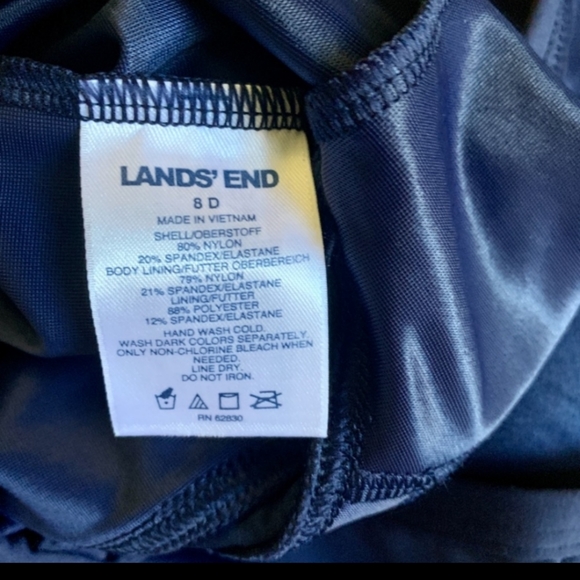 LANDS' END
8 D
MADE IN VIETNAM
SHELL/OBERSTOFF
80% NYLON
20% SPANDEX/ELASTANE
BODY LINING/FUTTER OBERBEREICH
79% NYLON
21% SPANDEX/ELASTANE
LINING/FUTTER
88% POLYESTER
12% SPANDEX/ELASTANE
HAND WASH COLD.
WASH DARK COLORS SEPARATELY.
ONLY NON-CHLORINE BLEACH WHEN
NEEDED.
LINE DRY.
DO NOT IRON.
RN 62830